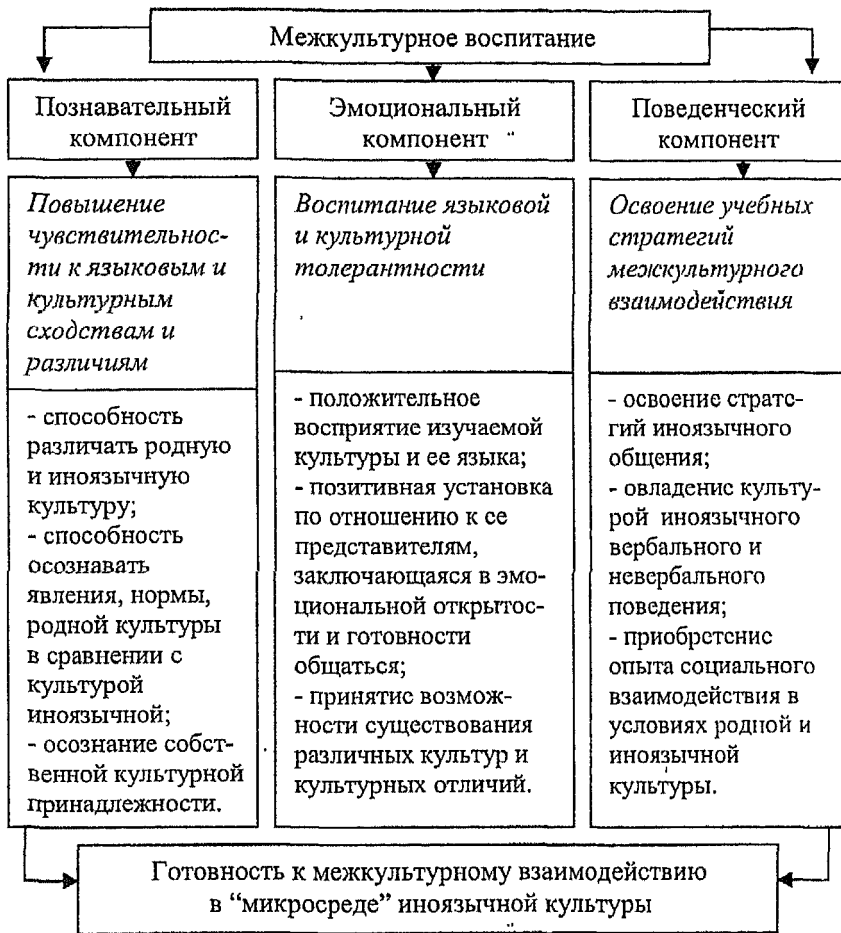 Межкультурное воспитание
Познавательный
компонент
Эмоциональный
компонент
Поведенческий
компонент
Повышение
чувствительнос-
ти к языковым и
культурным
сходствам и
различиям
Воспитание языковой
и культурной
толерантности
Освоение учебных
стратегий
межкультурного
взаимодействия
- способность
различать родную
и иноязычную
культуру;
- способность
осознавать
явления, нормы,
родной культуры
в сравнении с
культурой
иноязычной;
- осознание собст-
венной культурной
принадлежности.
- положительное
восприятие изучаемой
культуры и ее языка;
- позитивная установка
по отношению к ее
представителям,
заключающаяся в эмо-
циональной открытос-
ти и готовности
общаться;
- принятие возмож-
ности существования
различных культур и
культурных отличий.
- освоение страте-
гий иноязычного
общения;
- овладение культу-
рой иноязычного
вербального и
невербального
поведения;
- приобретение
опыта социального
взаимодействия в
условиях родной и
иноязычной
культуры.
Готовность к межкультурному взаимодействию
в “микросреде” иноязычной культуры